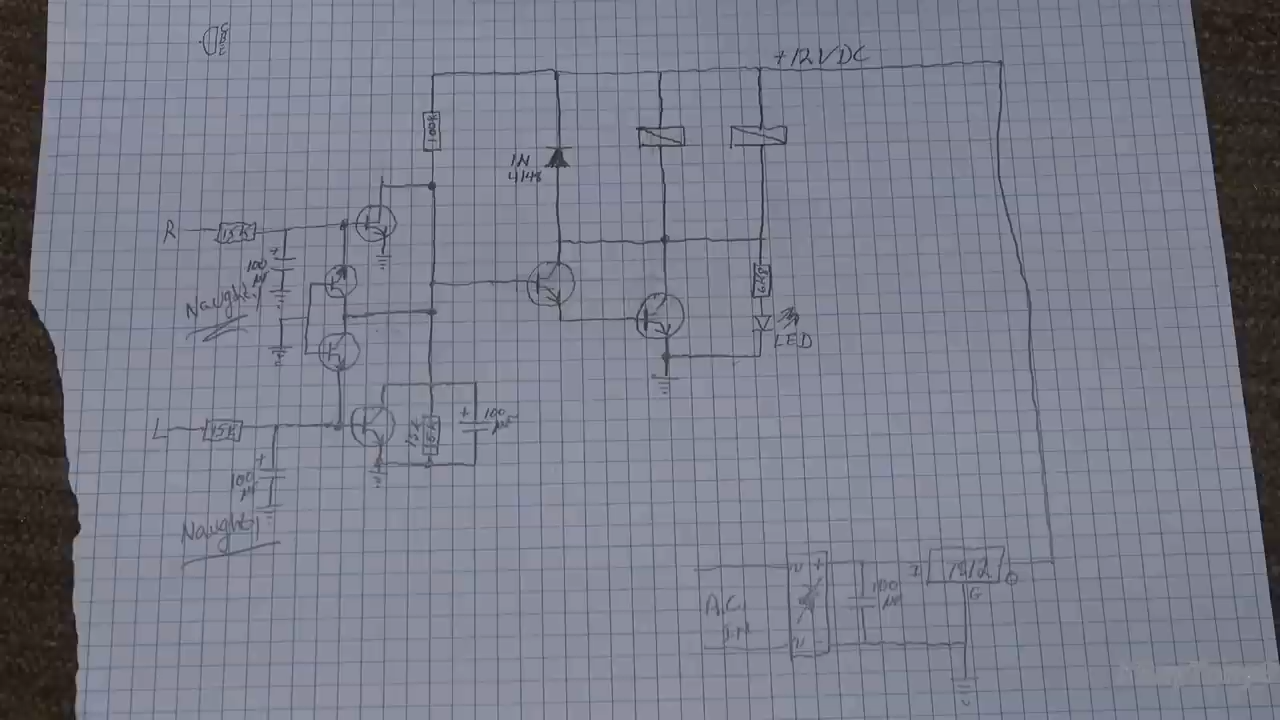 +12VDC
100k
1N
4148
R
15K
100
µF
Naughty
LED
L
15K
100
µF
100
µF
Naughty
AC
IN
~ +
~ -
100
µF
I
7812
O
G